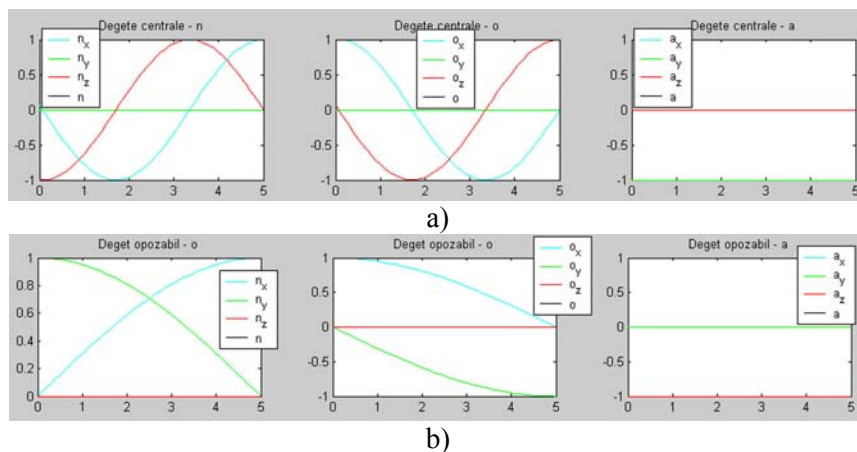 Degete centrale - n
n_x
n_y
n_z
n
1
0.5
0
-0.5
-1
0 1 2 3 4 5
Degete centrale - o
o_x
o_y
o_z
o
1
0.5
0
-0.5
-1
0 1 2 3 4 5
Degete centrale - a
a_x
a_y
a_z
a
1
0.5
0
-0.5
-1
0 1 2 3 4 5
a)
Deget opozabil - o
n_x
n_y
n_z
n
1
0.8
0.6
0.4
0.2
0
0 1 2 3 4 5
Deget opozabil - o
o_x
o_y
o_z
o
1
0.5
0
-0.5
-1
0 1 2 3 4 5
Deget opozabil - a
a_x
a_y
a_z
a
1
0.5
0
-0.5
-1
0 1 2 3 4 5
b)